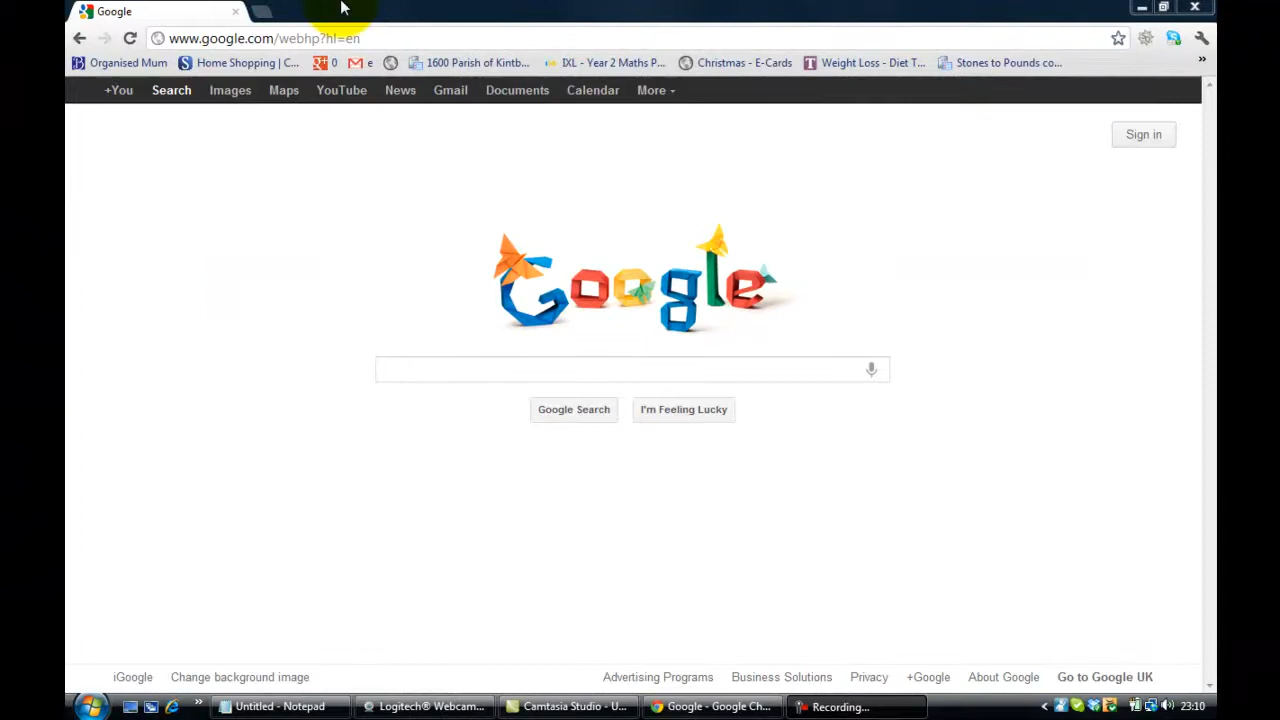 Google
www.google.com/webhp?hl=en
Organised Mum Home Shopping | C... 0 e 1600 Parish of Kintb... IXL - Year 2 Maths P... Christmas - E-Cards Weight Loss - Diet T... Stones to Pounds co... »
+You Search Images Maps YouTube News Gmail Documents Calendar More
Sign in
Google
Google Search I'm Feeling Lucky
iGoogle Change background image Advertising Programs Business Solutions Privacy +Google About Google Go to Google UK
Untitled - Notepad Logitech® Webcam... Camtasia Studio - U... Google - Google Ch... Recording... 23:10